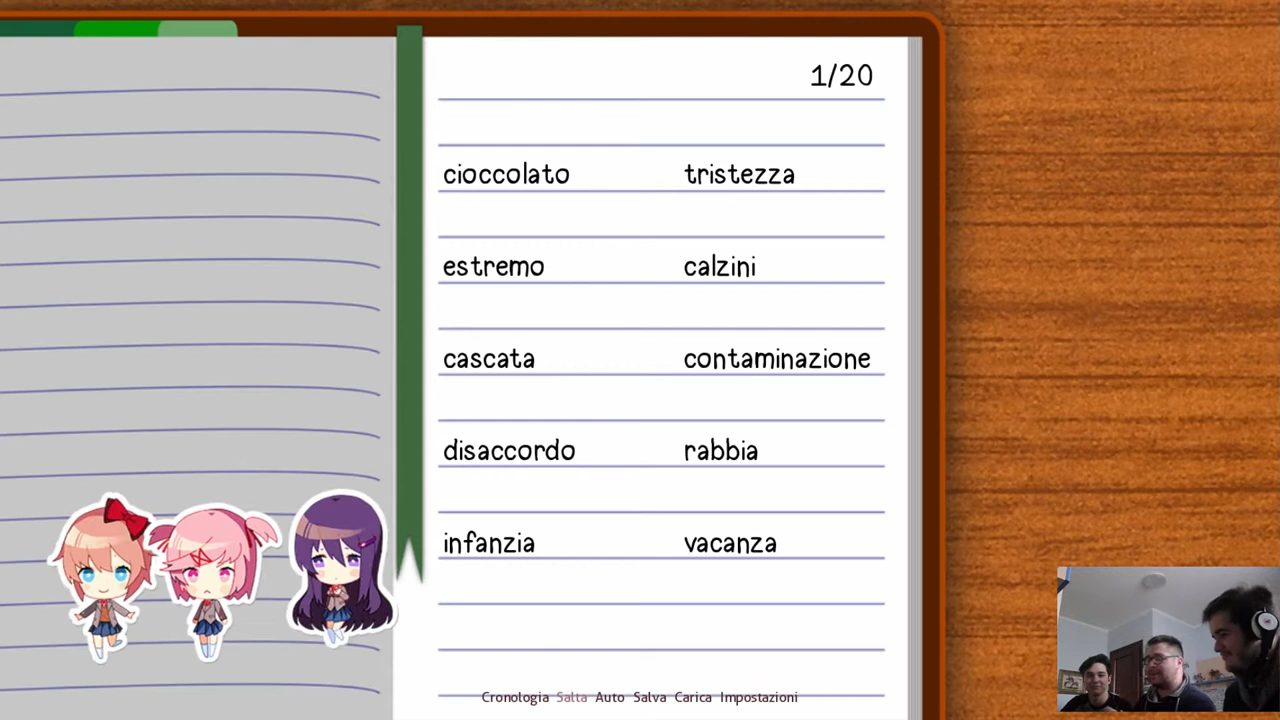 1/20
cioccolato tristezza
estremo calzini
cascata contaminazione
disaccordo rabbia
infanzia vacanza
Cronologia Salta Auto Salva Carica Impostazioni